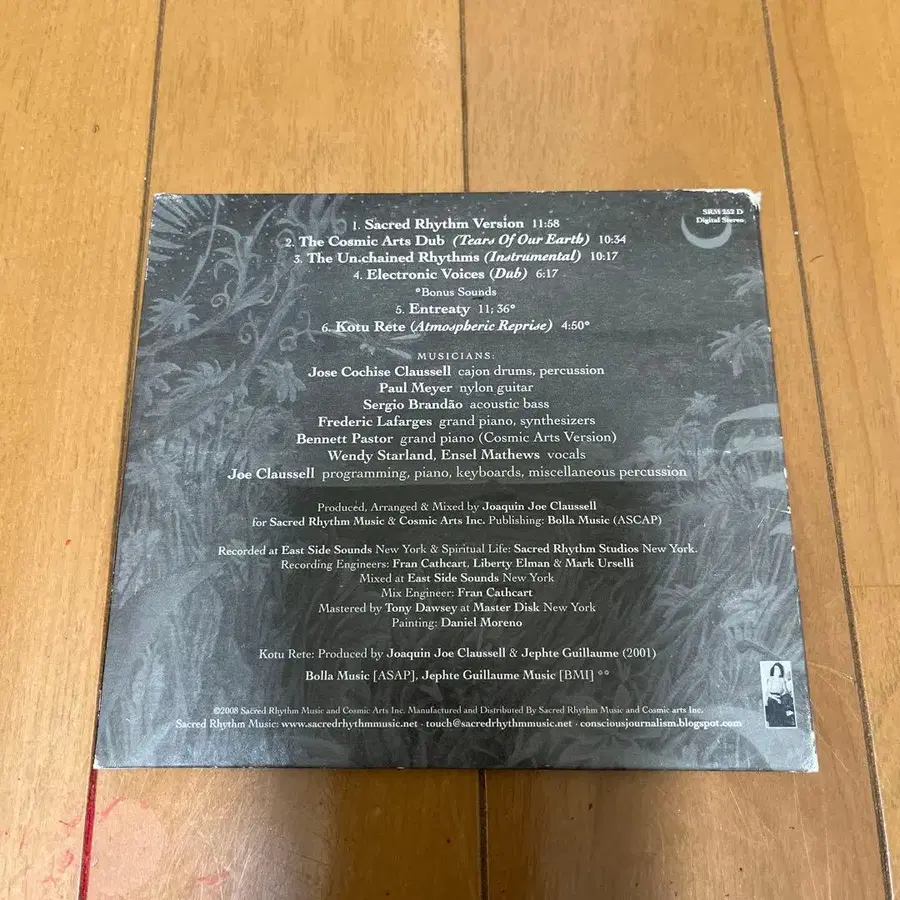 SRM 252 D
Digital Stereo
1. Sacred Rhythm Version 11:58
2. The Cosmic Arts Dub (Tears Of Our Earth) 10:34
3. The Un.chained Rhythms (Instrumental) 10:17
4. Electronic Voices (Dub) 6:17
°Bonus Sounds
5. Entreaty 11; 36°
6. Kotu Rete (Atmospheric Reprise) 4:50°
MUSICIANS:
Jose Cochise Claussell cajon drums, percussion
Paul Meyer nylon guitar
Sergio Brandão acoustic bass
Frederic Lafarges grand piano, synthesizers
Bennett Pastor grand piano (Cosmic Arts Version)
Wendy Starland, Ensel Mathews vocals
Joe Claussell programming, piano, keyboards, miscellaneous percussion
Produced, Arranged & Mixed by Joaquin Joe Claussell
for Sacred Rhythm Music & Cosmic Arts Inc. Publishing: Bolla Music (ASCAP)
Recorded at East Side Sounds New York & Spiritual Life: Sacred Rhythm Studios New York.
Recording Engineers: Fran Cathcart, Liberty Elman & Mark Urselli
Mixed at East Side Sounds New York
Mix Engineer: Fran Cathcart
Mastered by Tony Dawsey at Master Disk New York
Painting: Daniel Moreno
Kotu Rete: Produced by Joaquin Joe Claussell & Jephte Guillaume (2001)
Bolla Music [ASAP], Jephte Guillaume Music [BMI] °°
©2008 Sacred Rhythm Music and Cosmic Arts Inc. Manufactured and Distributed By Sacred Rhythm Music and Cosmic arts Inc.
Sacred Rhythm Music: www.sacredrhythmmusic.net · touch@sacredrhythmmusic.net · consciousjournalism.blogspot.com